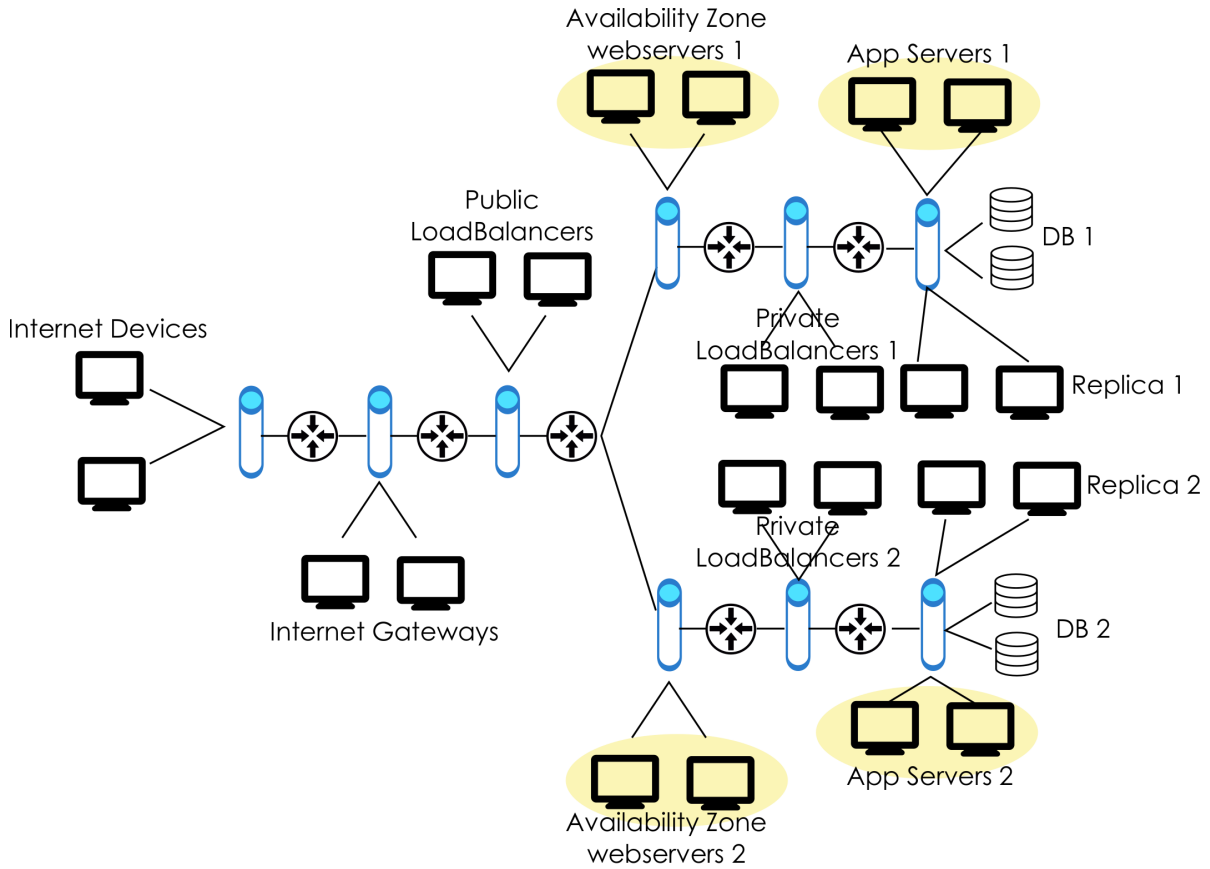 Availability Zone
webservers 1
App Servers 1
Public
LoadBalancers
DB 1
Internet Devices
Private
LoadBalancers 1
Replica 1
Replica 2
Private
LoadBalancers 2
Internet Gateways
DB 2
App Servers 2
Availability Zone
webservers 2